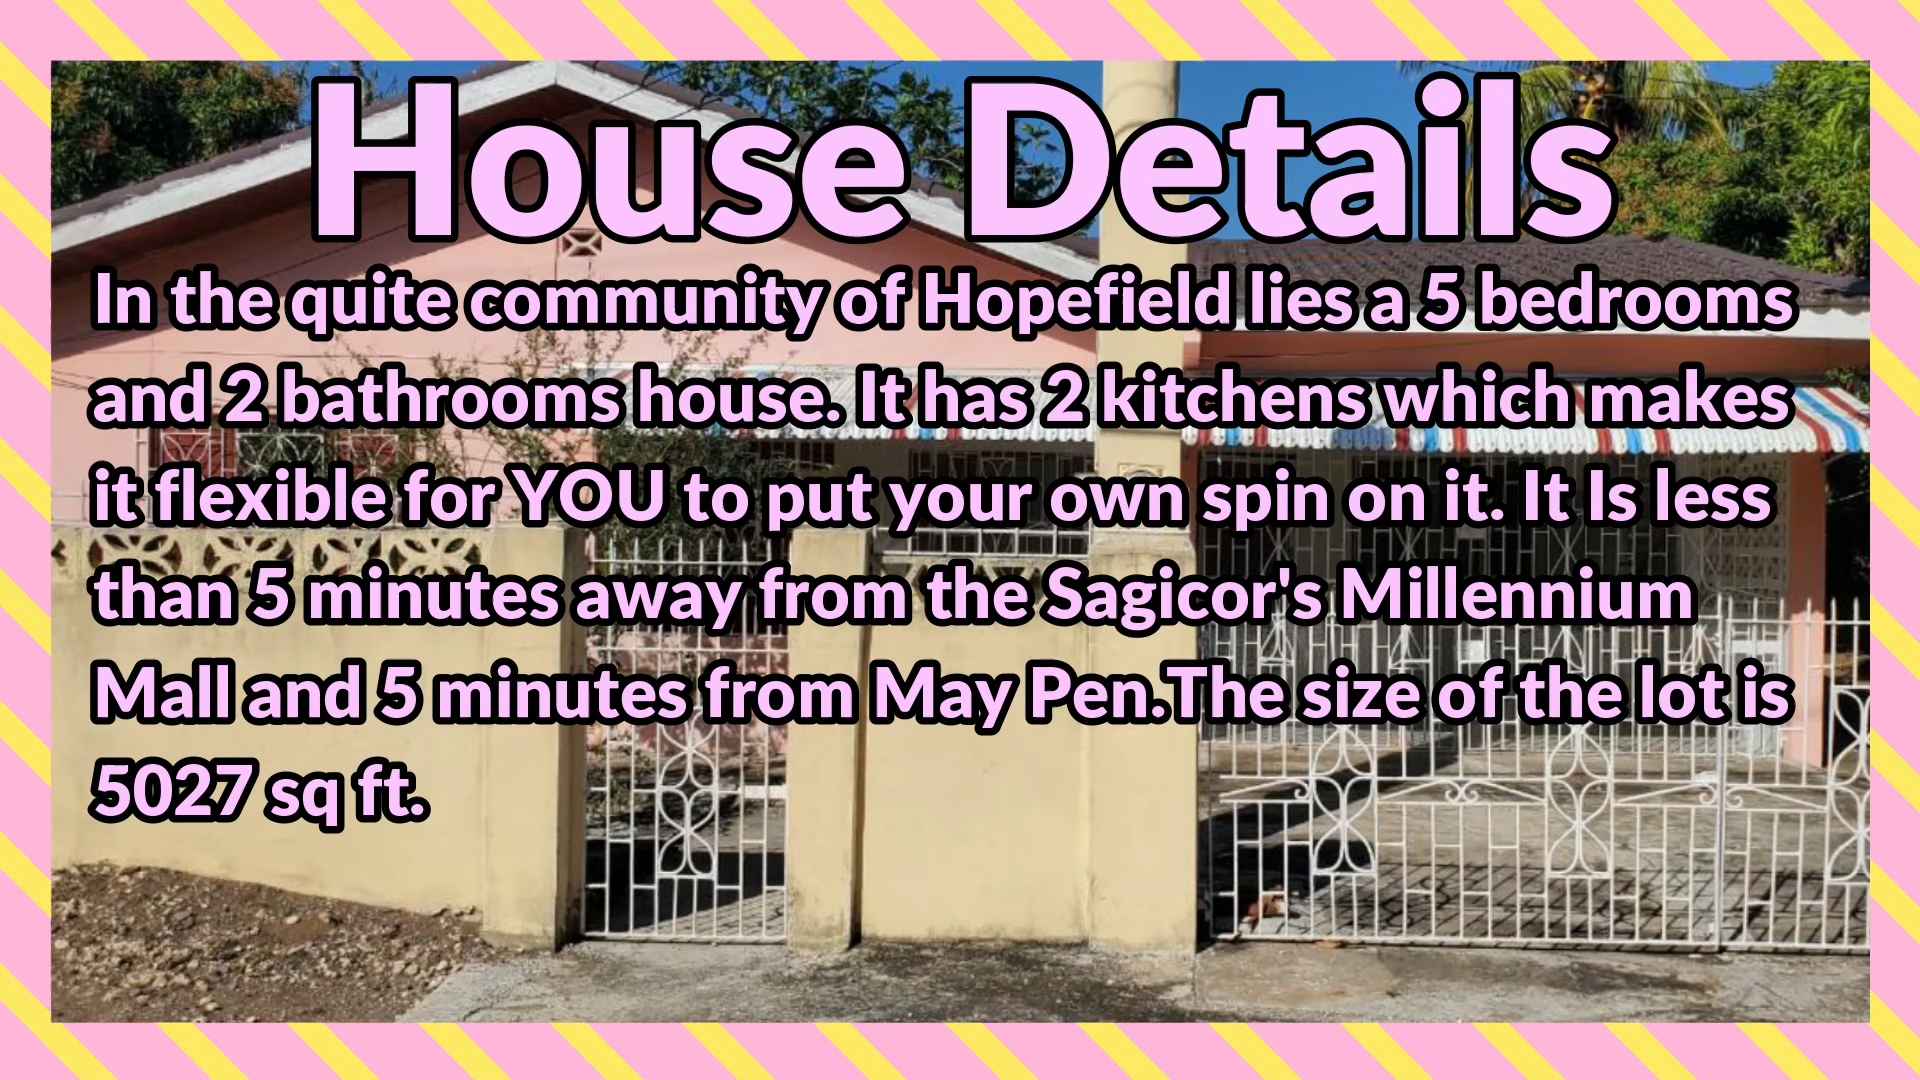 House Details
In the quite community of Hopefield lies a 5 bedrooms
and 2 bathrooms house. It has 2 kitchens which makes
it flexible for YOU to put your own spin on it. It Is less
than 5 minutes away from the Sagicor's Millennium
Mall and 5 minutes from May Pen.The size of the lot is
5027 sq ft.